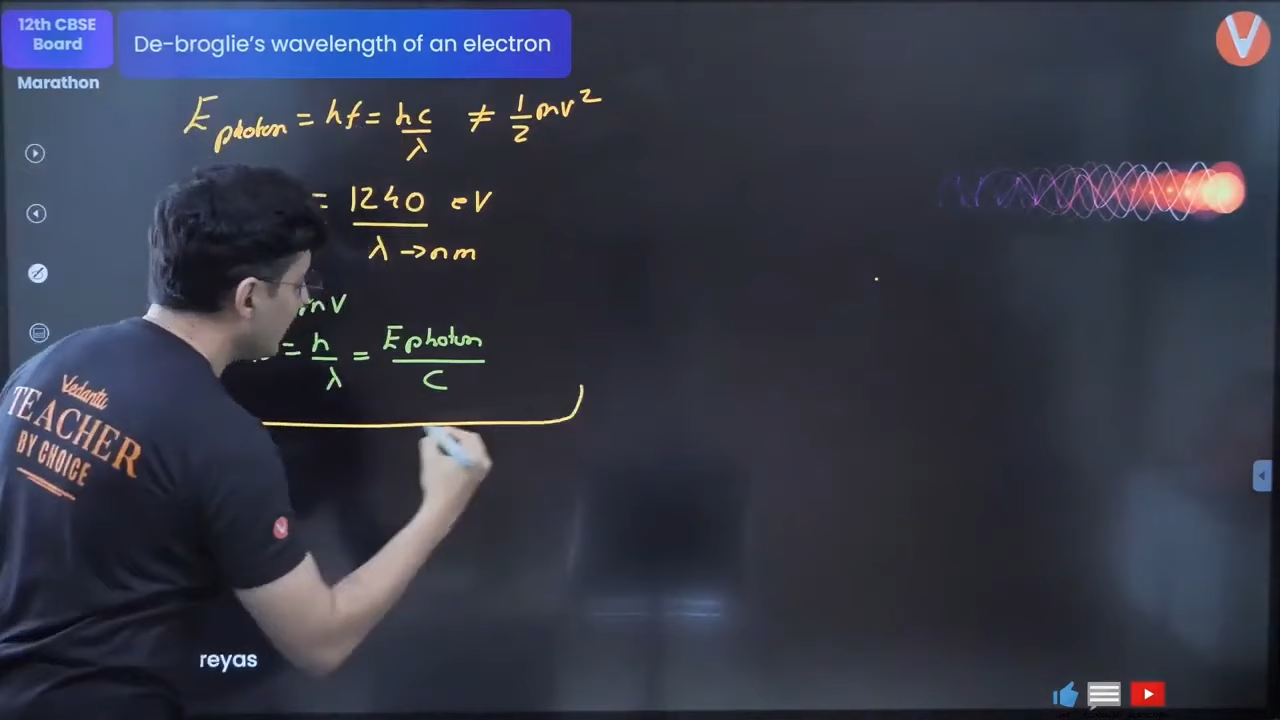 12th CBSE
Board
De-broglie's wavelength of an electron
Marathon
E photon = hf = hc/λ ≠ 1/2 mv²
= 1240/λ→nm eV
mv
= h/λ = E photon/C
Vedantu
TEACHER
BY CHOICE
reyas